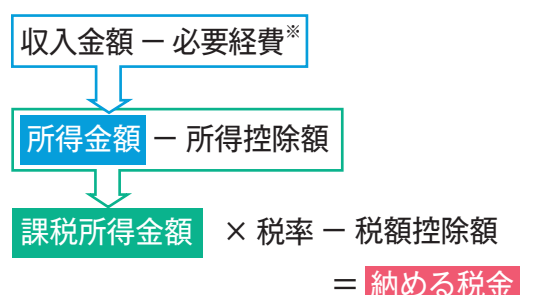 収入金額 − 必要経費※
所得金額 − 所得控除額
課税所得金額 × 税率 − 税額控除額
= 納める税金